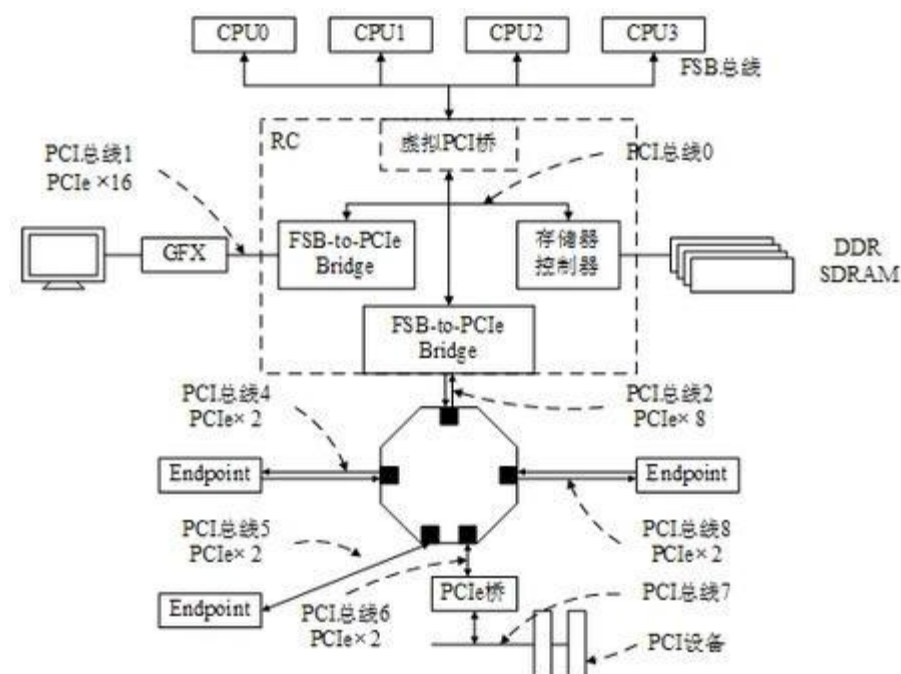 CPU0
CPU1
CPU2
CPU3
FSB总线
RC
虚拟PCI桥
PCI总线0
PCI总线1
PCIe ×16
GFX
FSB-to-PCIe
Bridge
存储器
控制器
DDR
SDRAM
FSB-to-PCIe
Bridge
PCI总线4
PCIe× 2
PCI总线2
PCIe× 8
Endpoint
Endpoint
PCI总线5
PCIe× 2
PCI总线8
PCIe×2
Endpoint
PCI总线6
PCIe×2
PCIe桥
PCI总线7
PCI设备